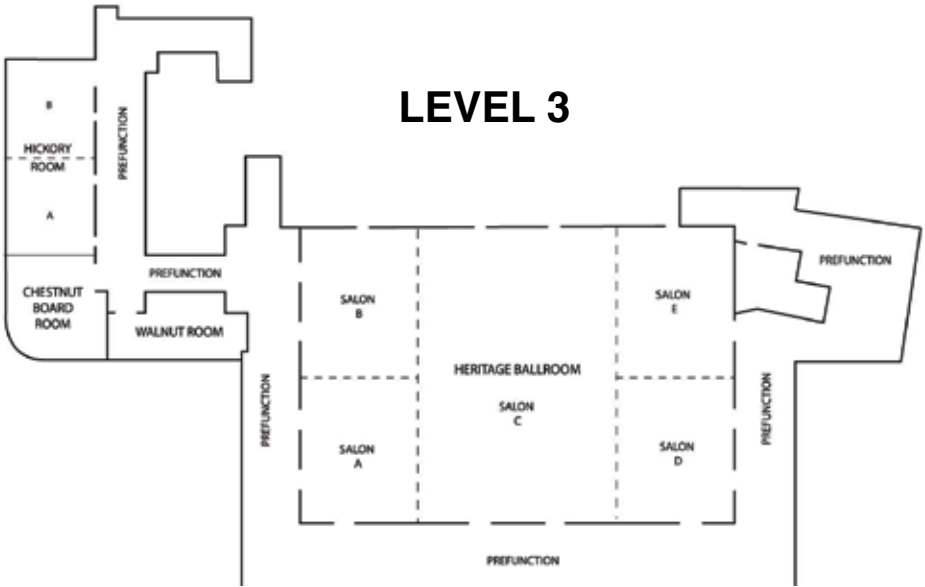 LEVEL 3
B
HICKORY
ROOM
A
PREFUNCTION
CHESTNUT
BOARD
ROOM
PREFUNCTION
WALNUT ROOM
PREFUNCTION
SALON
B
SALON
A
HERITAGE BALLROOM
SALON
C
SALON
E
SALON
D
PREFUNCTION
PREFUNCTION
PREFUNCTION